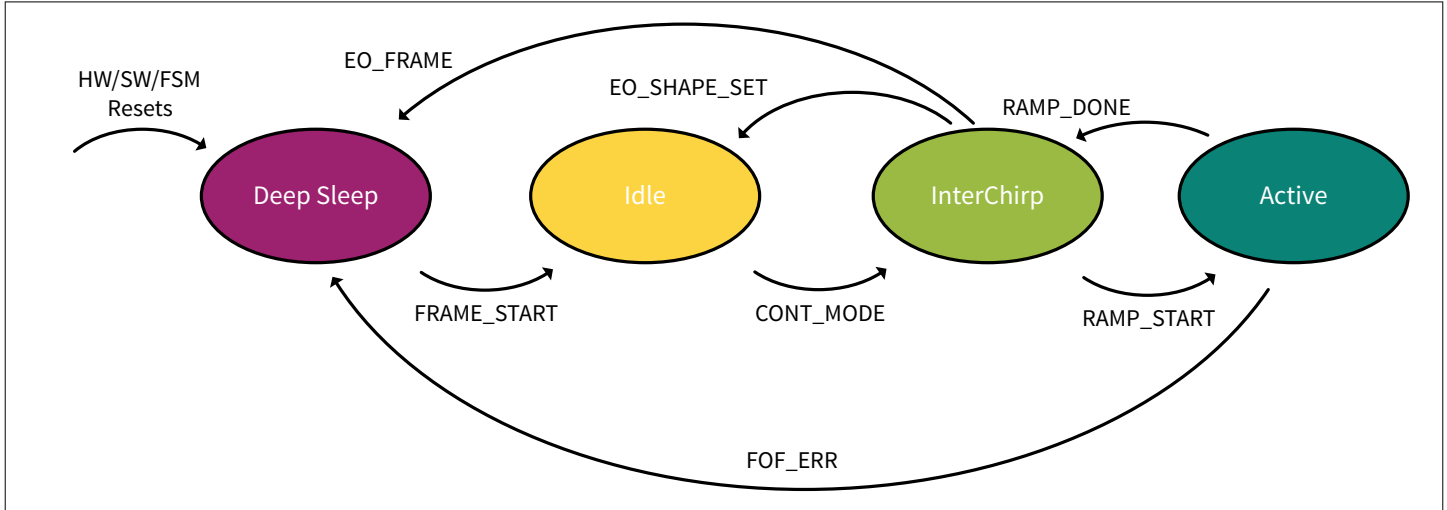 EO_FRAME
HW/SW/FSM
Resets
EO_SHAPE_SET
RAMP_DONE
Deep Sleep
Idle
InterChirp
Active
FRAME_START
CONT_MODE
RAMP_START
FOF_ERR